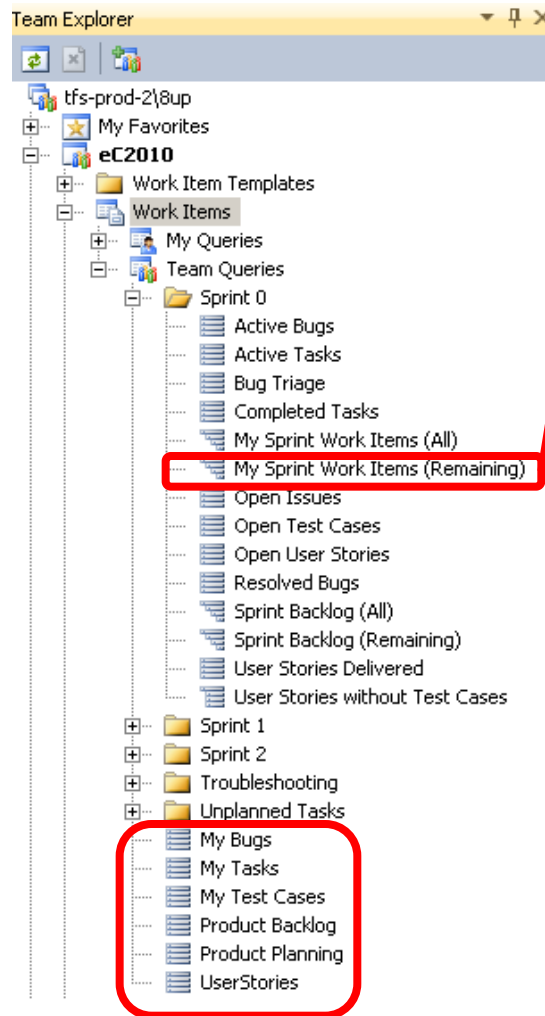 Team Explorer
tfs-prod-2\8up
My Favorites
eC2010
Work Item Templates
Work Items
My Queries
Team Queries
Sprint 0
Active Bugs
Active Tasks
Bug Triage
Completed Tasks
My Sprint Work Items (All)
My Sprint Work Items (Remaining)
Open Issues
Open Test Cases
Open User Stories
Resolved Bugs
Sprint Backlog (All)
Sprint Backlog (Remaining)
User Stories Delivered
User Stories without Test Cases
Sprint 1
Sprint 2
Troubleshooting
Unplanned Tasks
My Bugs
My Tasks
My Test Cases
Product Backlog
Product Planning
UserStories